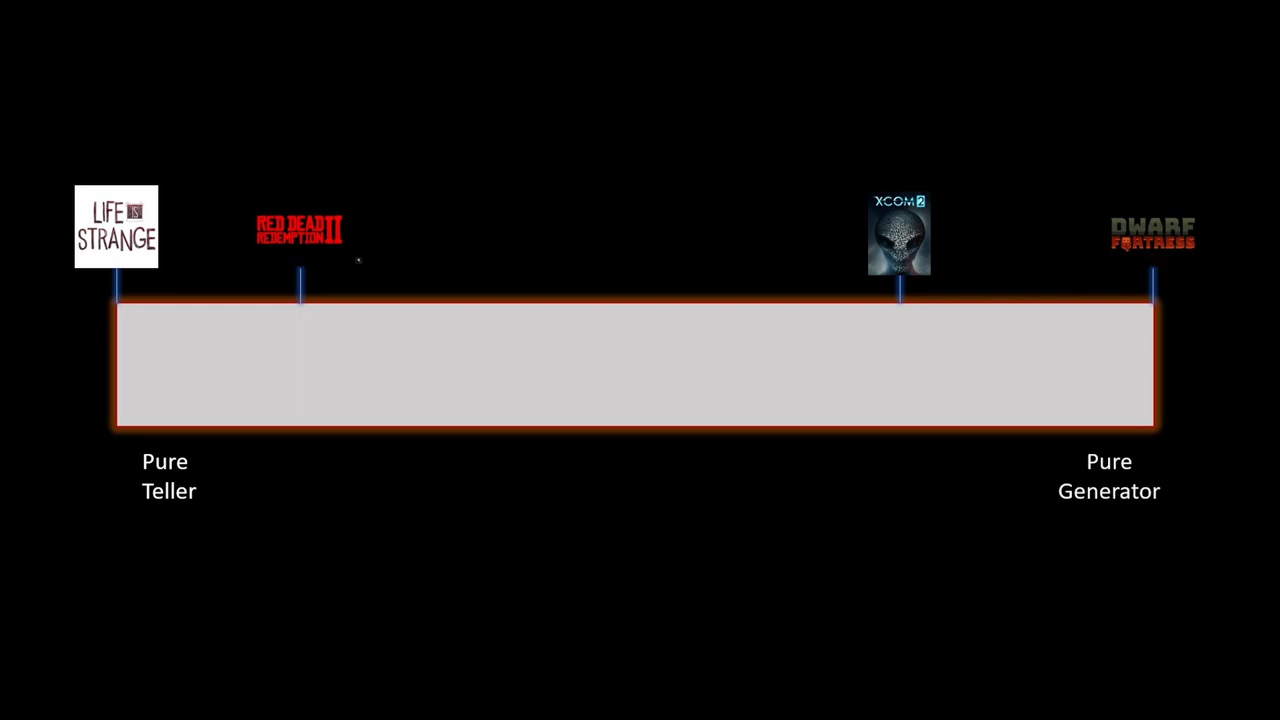 LIFE IS
STRANGE
RED DEAD
REDEMPTION II
XCOM 2
DWARF
FORTRESS
Pure
Teller
Pure
Generator